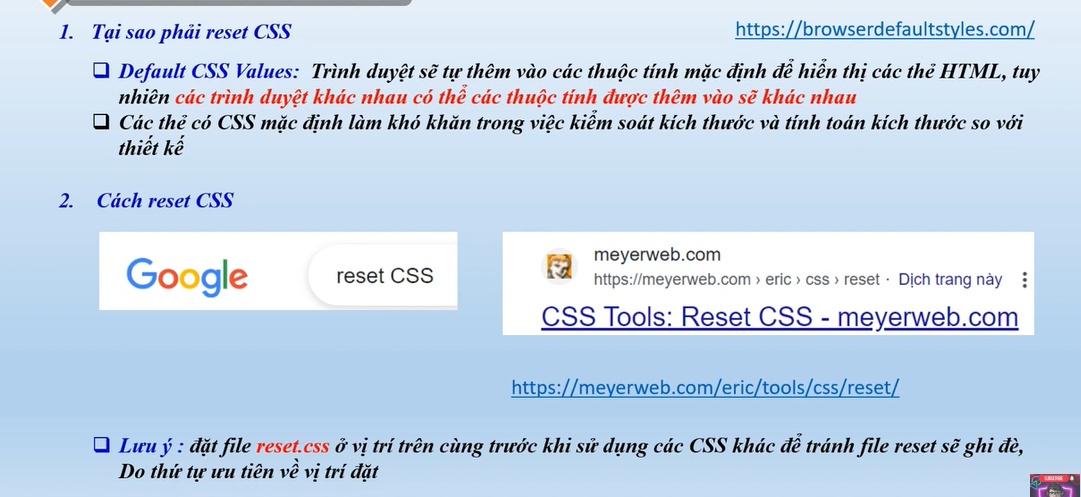 1. Tại sao phải reset CSS
https://browserdefaultstyles.com/
Default CSS Values: Trình duyệt sẽ tự thêm vào các thuộc tính mặc định để hiển thị các thẻ HTML, tuy
nhiên các trình duyệt khác nhau có thể các thuộc tính được thêm vào sẽ khác nhau
Các thẻ có CSS mặc định làm khó khăn trong việc kiểm soát kích thước và tính toán kích thước so với
thiết kế
2. Cách reset CSS
Google
reset CSS
meyerweb.com
https://meyerweb.com › eric › css › reset · Dịch trang này
CSS Tools: Reset CSS - meyerweb.com
https://meyerweb.com/eric/tools/css/reset/
Lưu ý : đặt file reset.css ở vị trí trên cùng trước khi sử dụng các CSS khác để tránh file reset sẽ ghi đè,
Do thứ tự ưu tiên về vị trí đặt
SUBSCRIBE